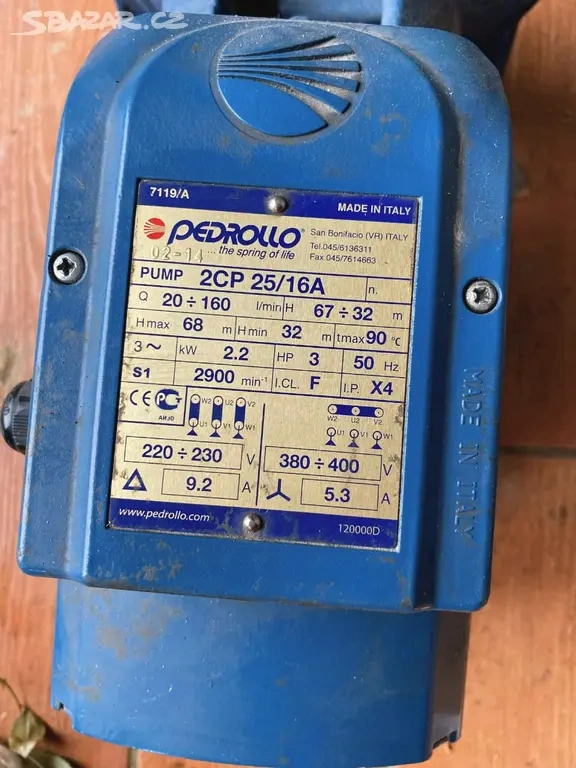 SBAZAR.CZ
7119/A MADE IN ITALY
PEDROLLO® San Bonifacio (VR) ITALY
...the spring of life Tel.045/6136311
02-14 Fax.045/7614663
PUMP 2CP 25/16A n.
Q 20÷160 l/min H 67÷32 m
Hmax 68 m Hmin 32 m tmax 90 °C
3~ kW 2.2 HP 3 50 Hz
S1 2900 min⁻¹ I.CL. F I.P. X4
CE PC АЯ46
W2 U2 V2 W2 U2 V2
U1 V1 W1 U1 V1 W1
220÷230 V 380÷400 V
△ 9.2 A 5.3 A
www.pedrollo.com 120000D
MADE IN ITALY